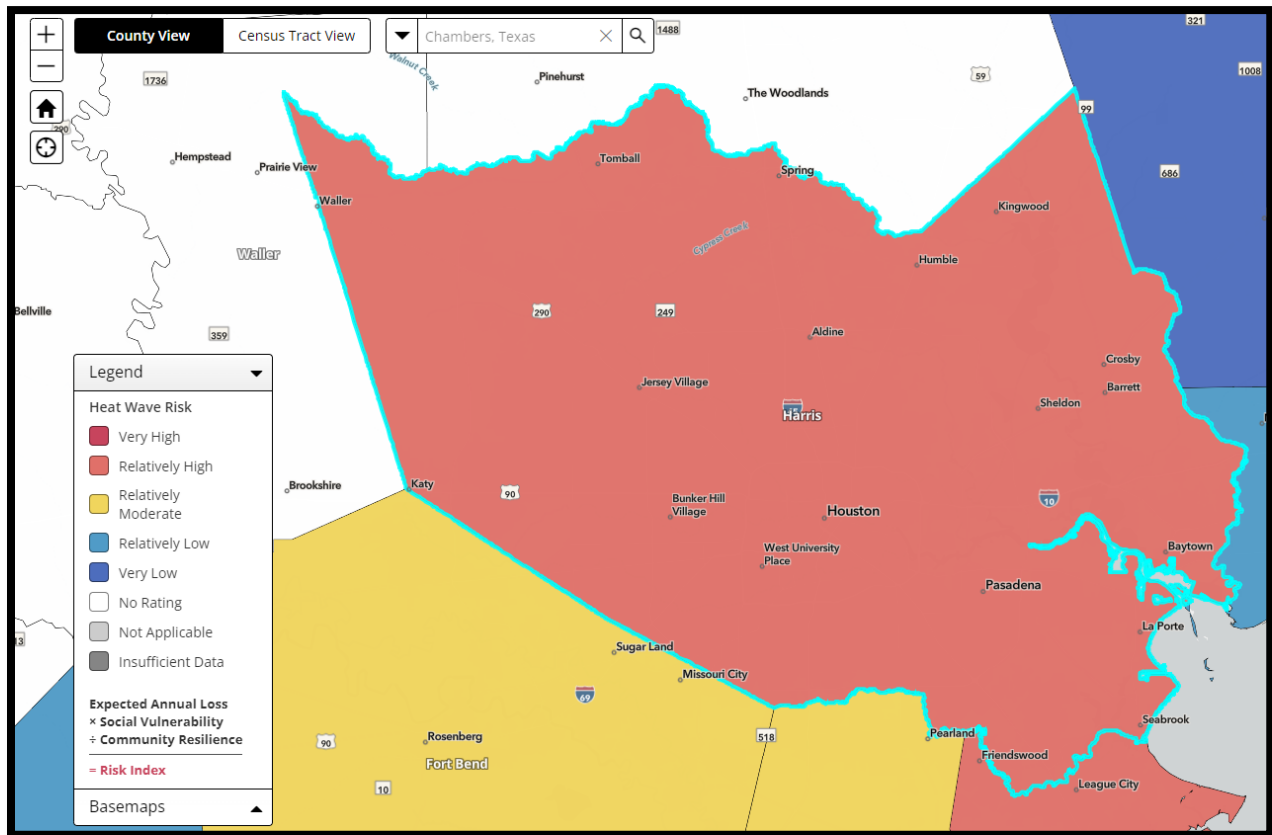 +
County View
Census Tract View
Chambers, Texas
1488
321
−
1736
Walnut Creek
Pinehurst
59
The Woodlands
1008
99
290
Hempstead
Prairie View
Tomball
Spring
686
Waller
Kingwood
Waller
Cypress Creek
Humble
Bellville
290
249
359
Aldine
Crosby
Legend
Jersey Village
Barrett
Sheldon
Harris
Heat Wave Risk
Very High
Relatively High
Brookshire
Katy
90
Bunker Hill
Village
10
Houston
Relatively
Moderate
Relatively Low
West University
Place
Baytown
Very Low
Pasadena
No Rating
Not Applicable
La Porte
13
Sugar Land
Insufficient Data
Missouri City
69
Expected Annual Loss
× Social Vulnerability
÷ Community Resilience
= Risk Index
Seabrook
90
Rosenberg
518
Pearland
Fort Bend
Friendswood
10
League City
Basemaps